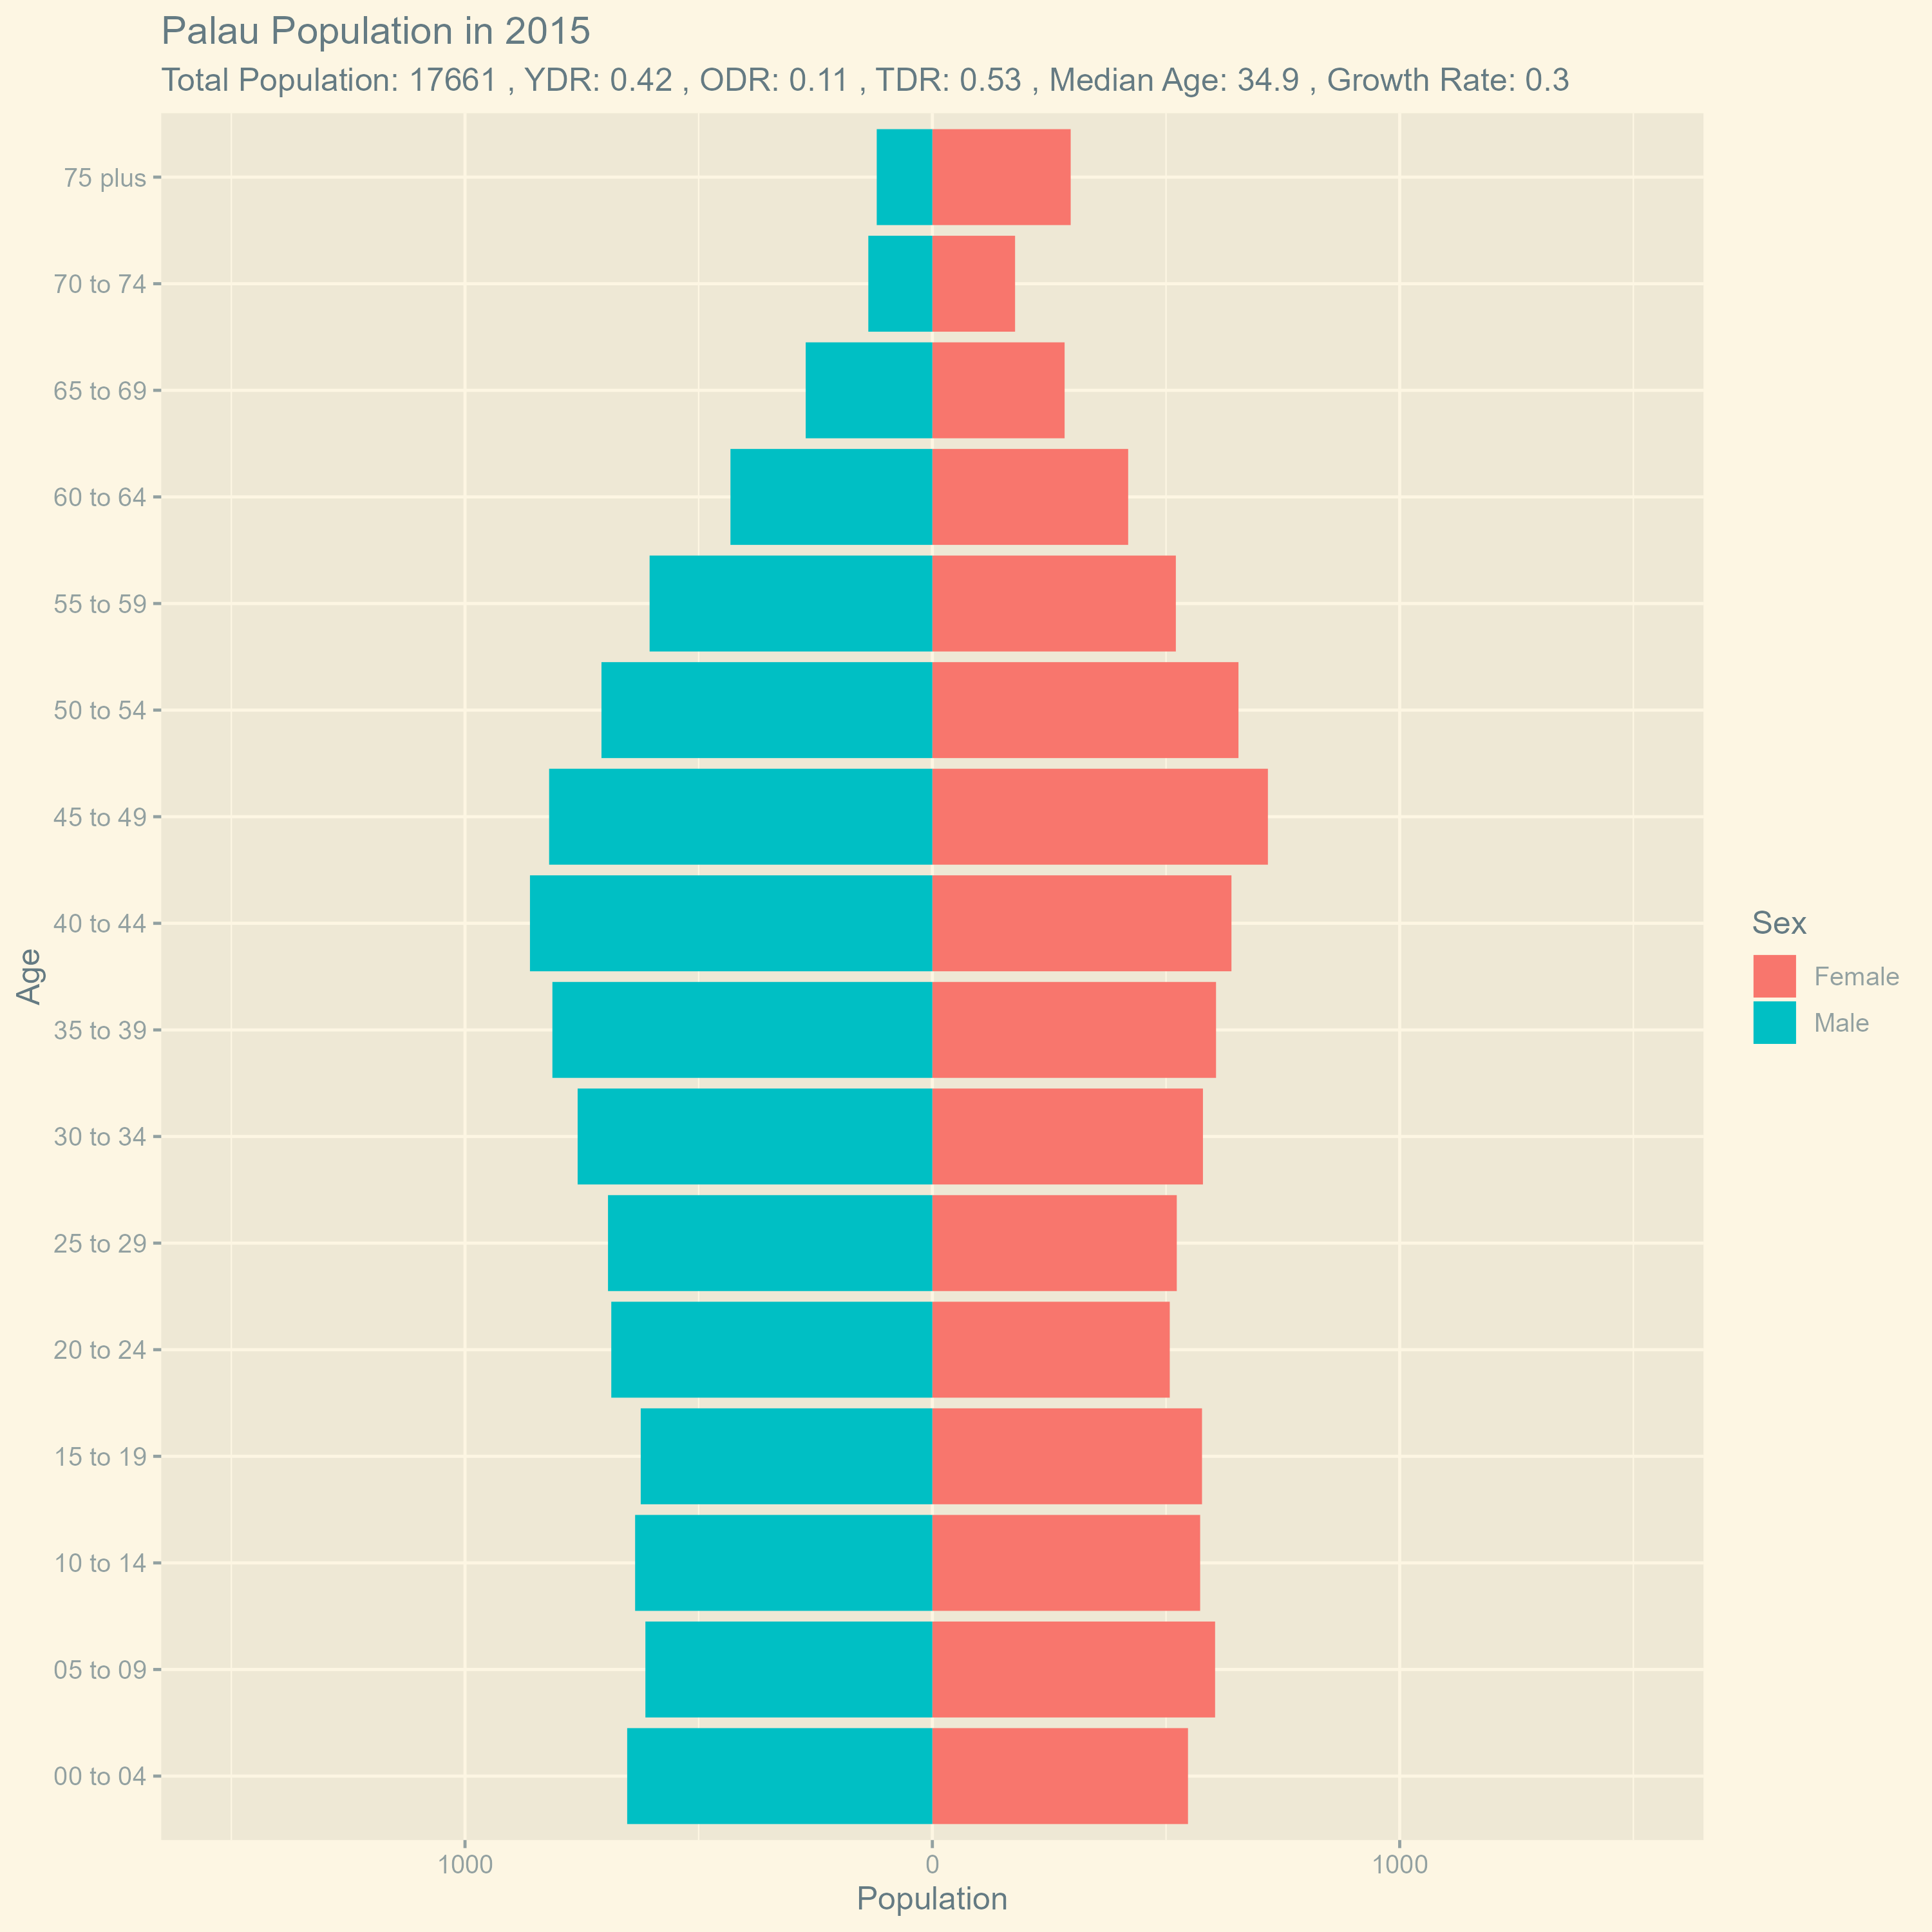 Palau Population in 2015
Total Population: 17661 , YDR: 0.42 , ODR: 0.11 , TDR: 0.53 , Median Age: 34.9 , Growth Rate: 0.3
75 plus
70 to 74
65 to 69
60 to 64
55 to 59
50 to 54
45 to 49
40 to 44
35 to 39
30 to 34
25 to 29
20 to 24
15 to 19
10 to 14
05 to 09
00 to 04
Age
1000
0
1000
Population
Sex
Female
Male